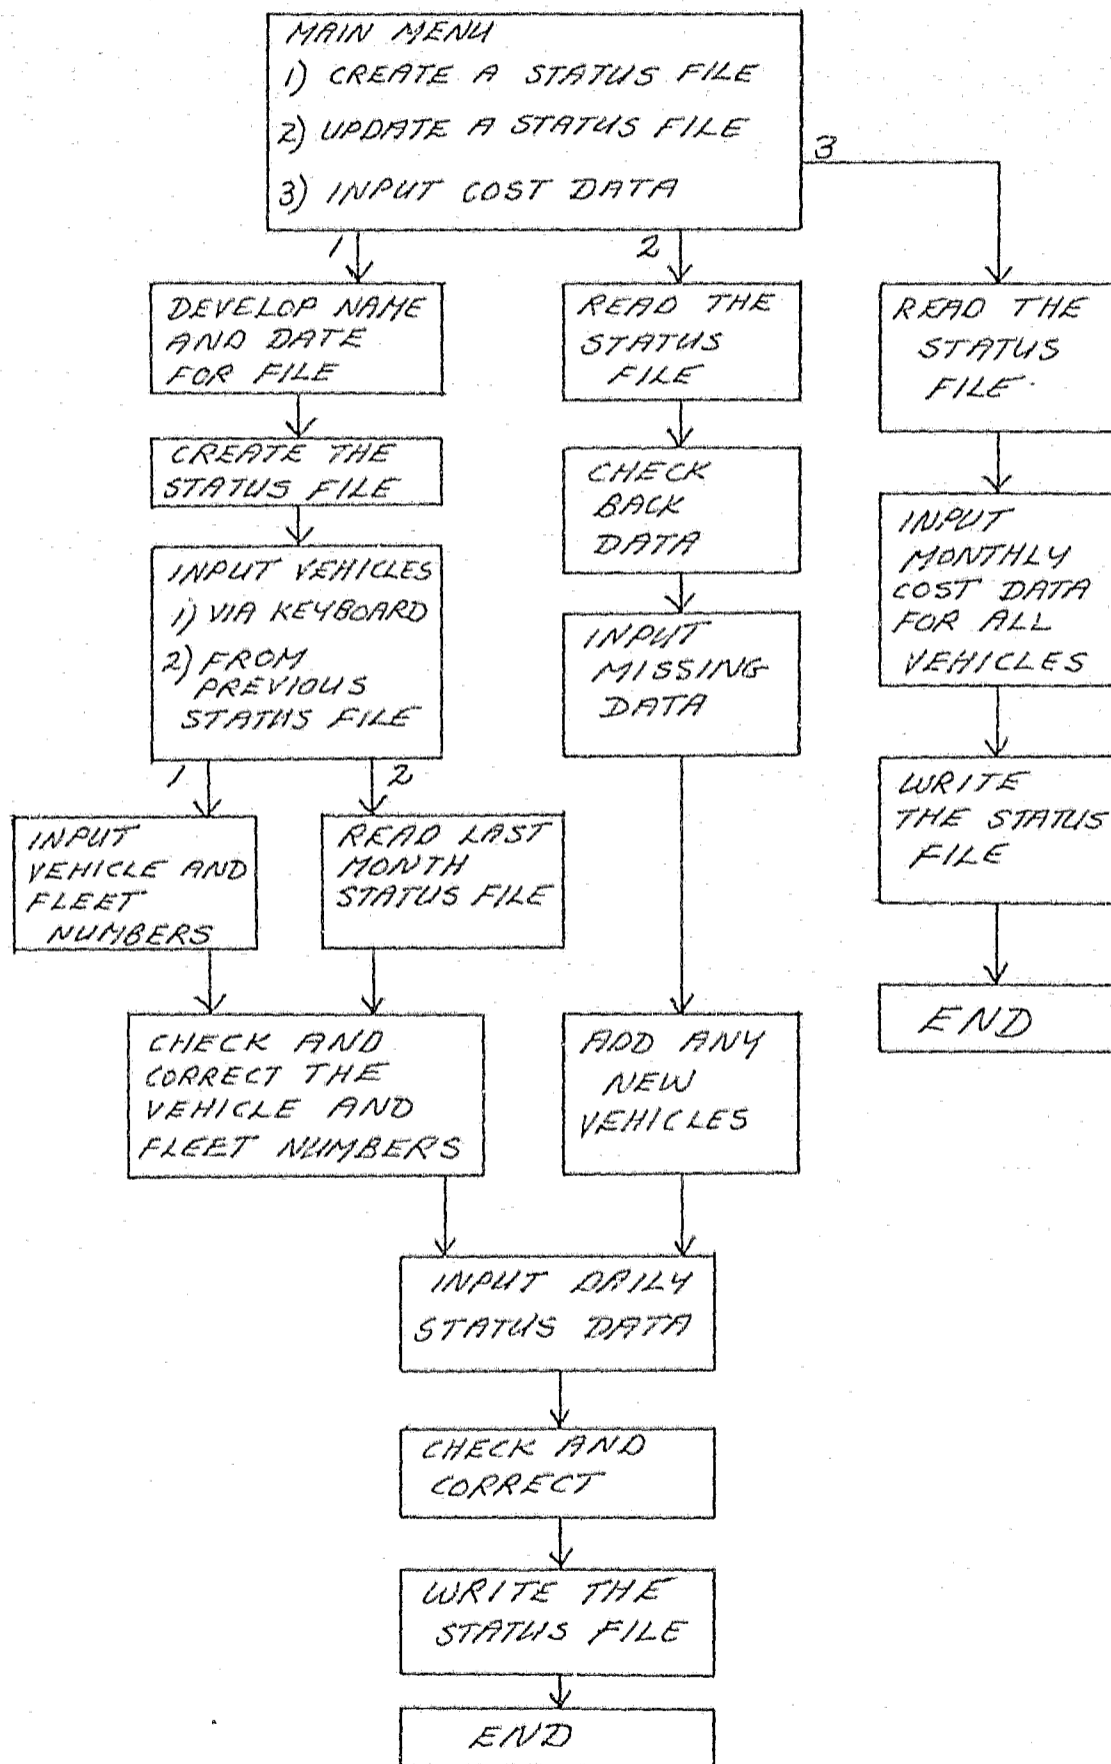 MAIN MENU
1) CREATE A STATUS FILE
2) UPDATE A STATUS FILE
3) INPUT COST DATA
3
1
2
DEVELOP NAME
AND DATE
FOR FILE
READ THE
STATUS
FILE
READ THE
STATUS
FILE
CREATE THE
STATUS FILE
CHECK
BACK
DATA
INPUT
MONTHLY
COST DATA
FOR ALL
VEHICLES
INPUT VEHICLES
1) VIA KEYBOARD
2) FROM
PREVIOUS
STATUS FILE
INPUT
MISSING
DATA
1
2
WRITE
THE STATUS
FILE
INPUT
VEHICLE AND
FLEET
NUMBERS
READ LAST
MONTH
STATUS FILE
END
CHECK AND
CORRECT THE
VEHICLE AND
FLEET NUMBERS
ADD ANY
NEW
VEHICLES
INPUT DAILY
STATUS DATA
CHECK AND
CORRECT
WRITE THE
STATUS FILE
END